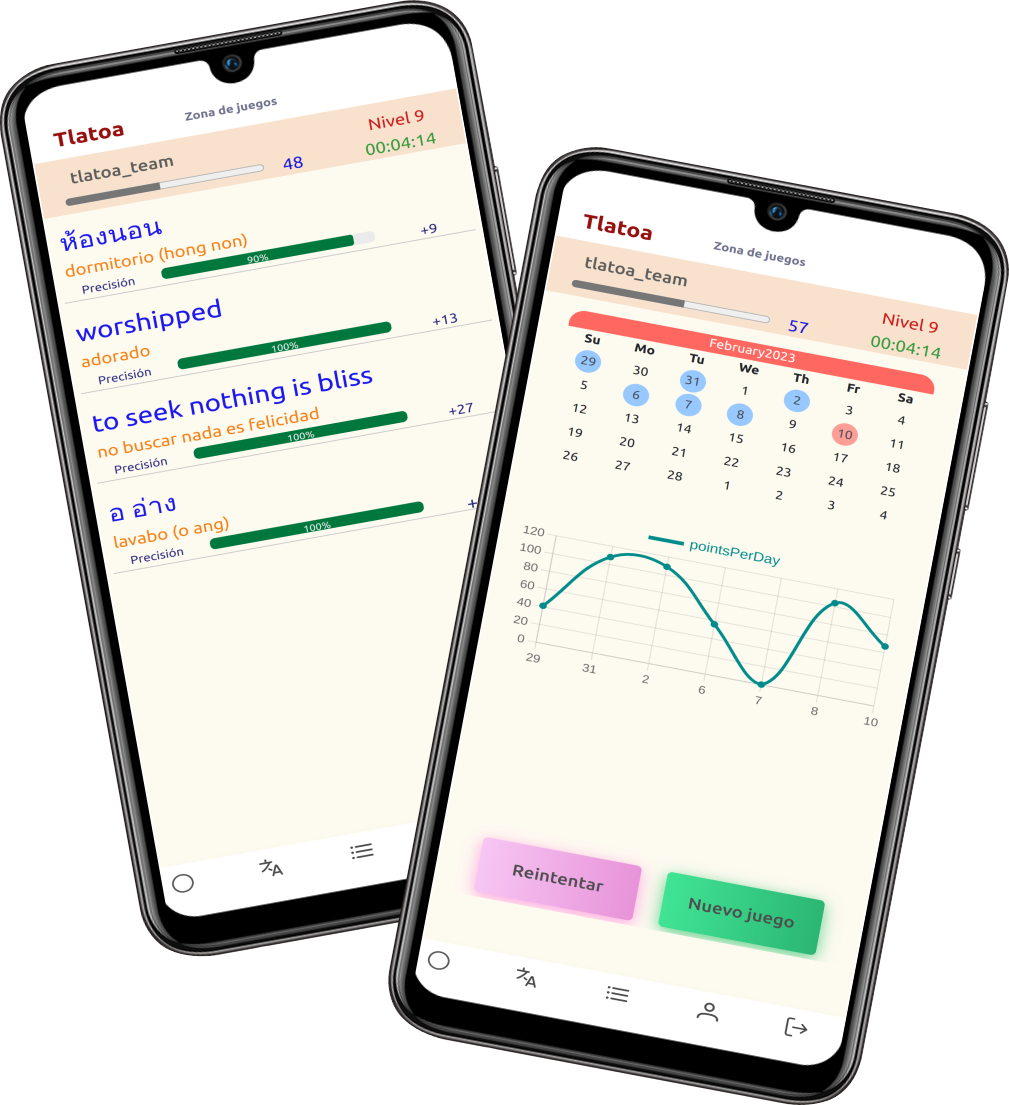 Tlatoa
Zona de juegos
tlatoa_team
48
Nivel 9
00:04:14
ห้องนอน
dormitorio (hong non)
Precisión
90%
+9
worshipped
adorado
Precisión
100%
+13
to seek nothing is bliss
no buscar nada es felicidad
Precisión
100%
+27
อ อ่าง
lavabo (o ang)
Precisión
100%
+
Tlatoa
Zona de juegos
tlatoa_team
57
Nivel 9
00:04:14
February2023
Su Mo Tu We Th Fr Sa
29 30 31 1 2 3 4
5 6 7 8 9 10 11
12 13 14 15 16 17 18
19 20 21 22 23 24 25
26 27 28 1 2 3 4
pointsPerDay
120
100
80
60
40
20
0
29 31 2 6 7 8 10
Reintentar
Nuevo juego